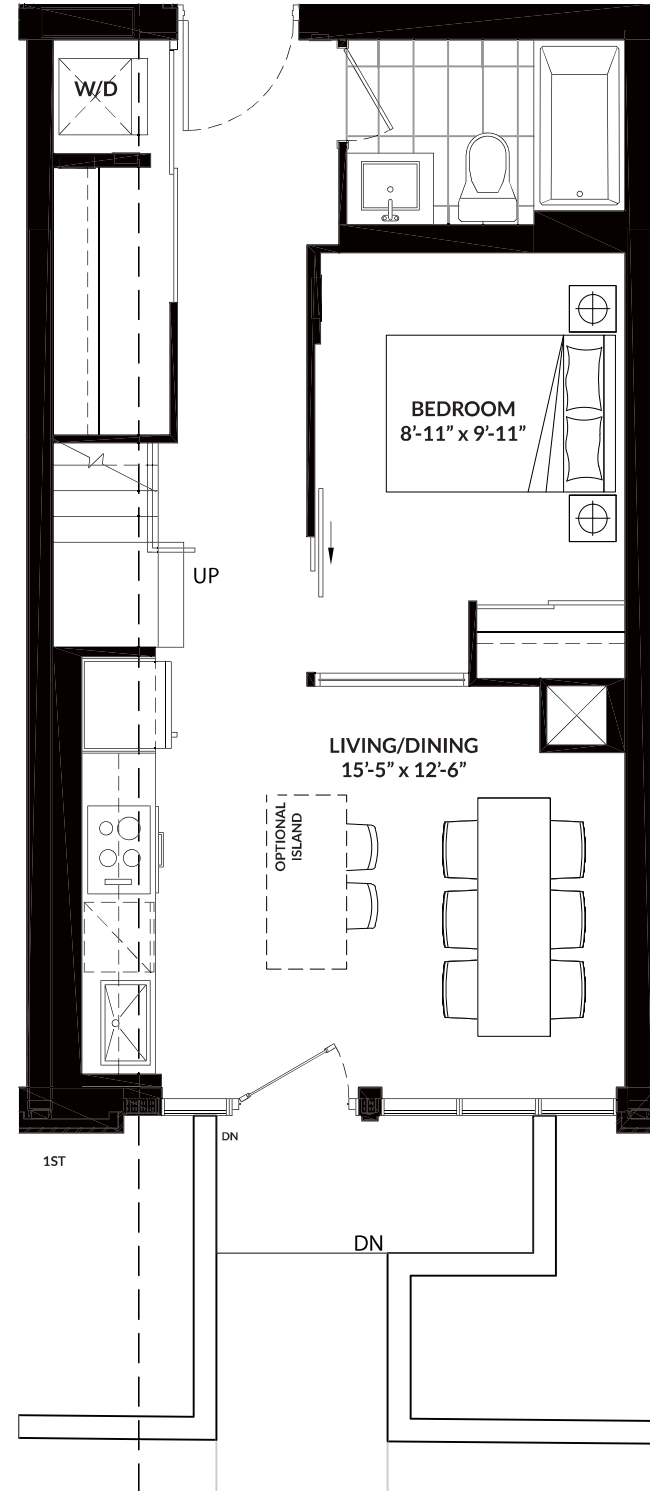 W/D
BEDROOM
8’-11” x 9’-11”
UP
LIVING/DINING
15’-5” x 12’-6”
OPTIONAL
ISLAND
DN
1ST
DN